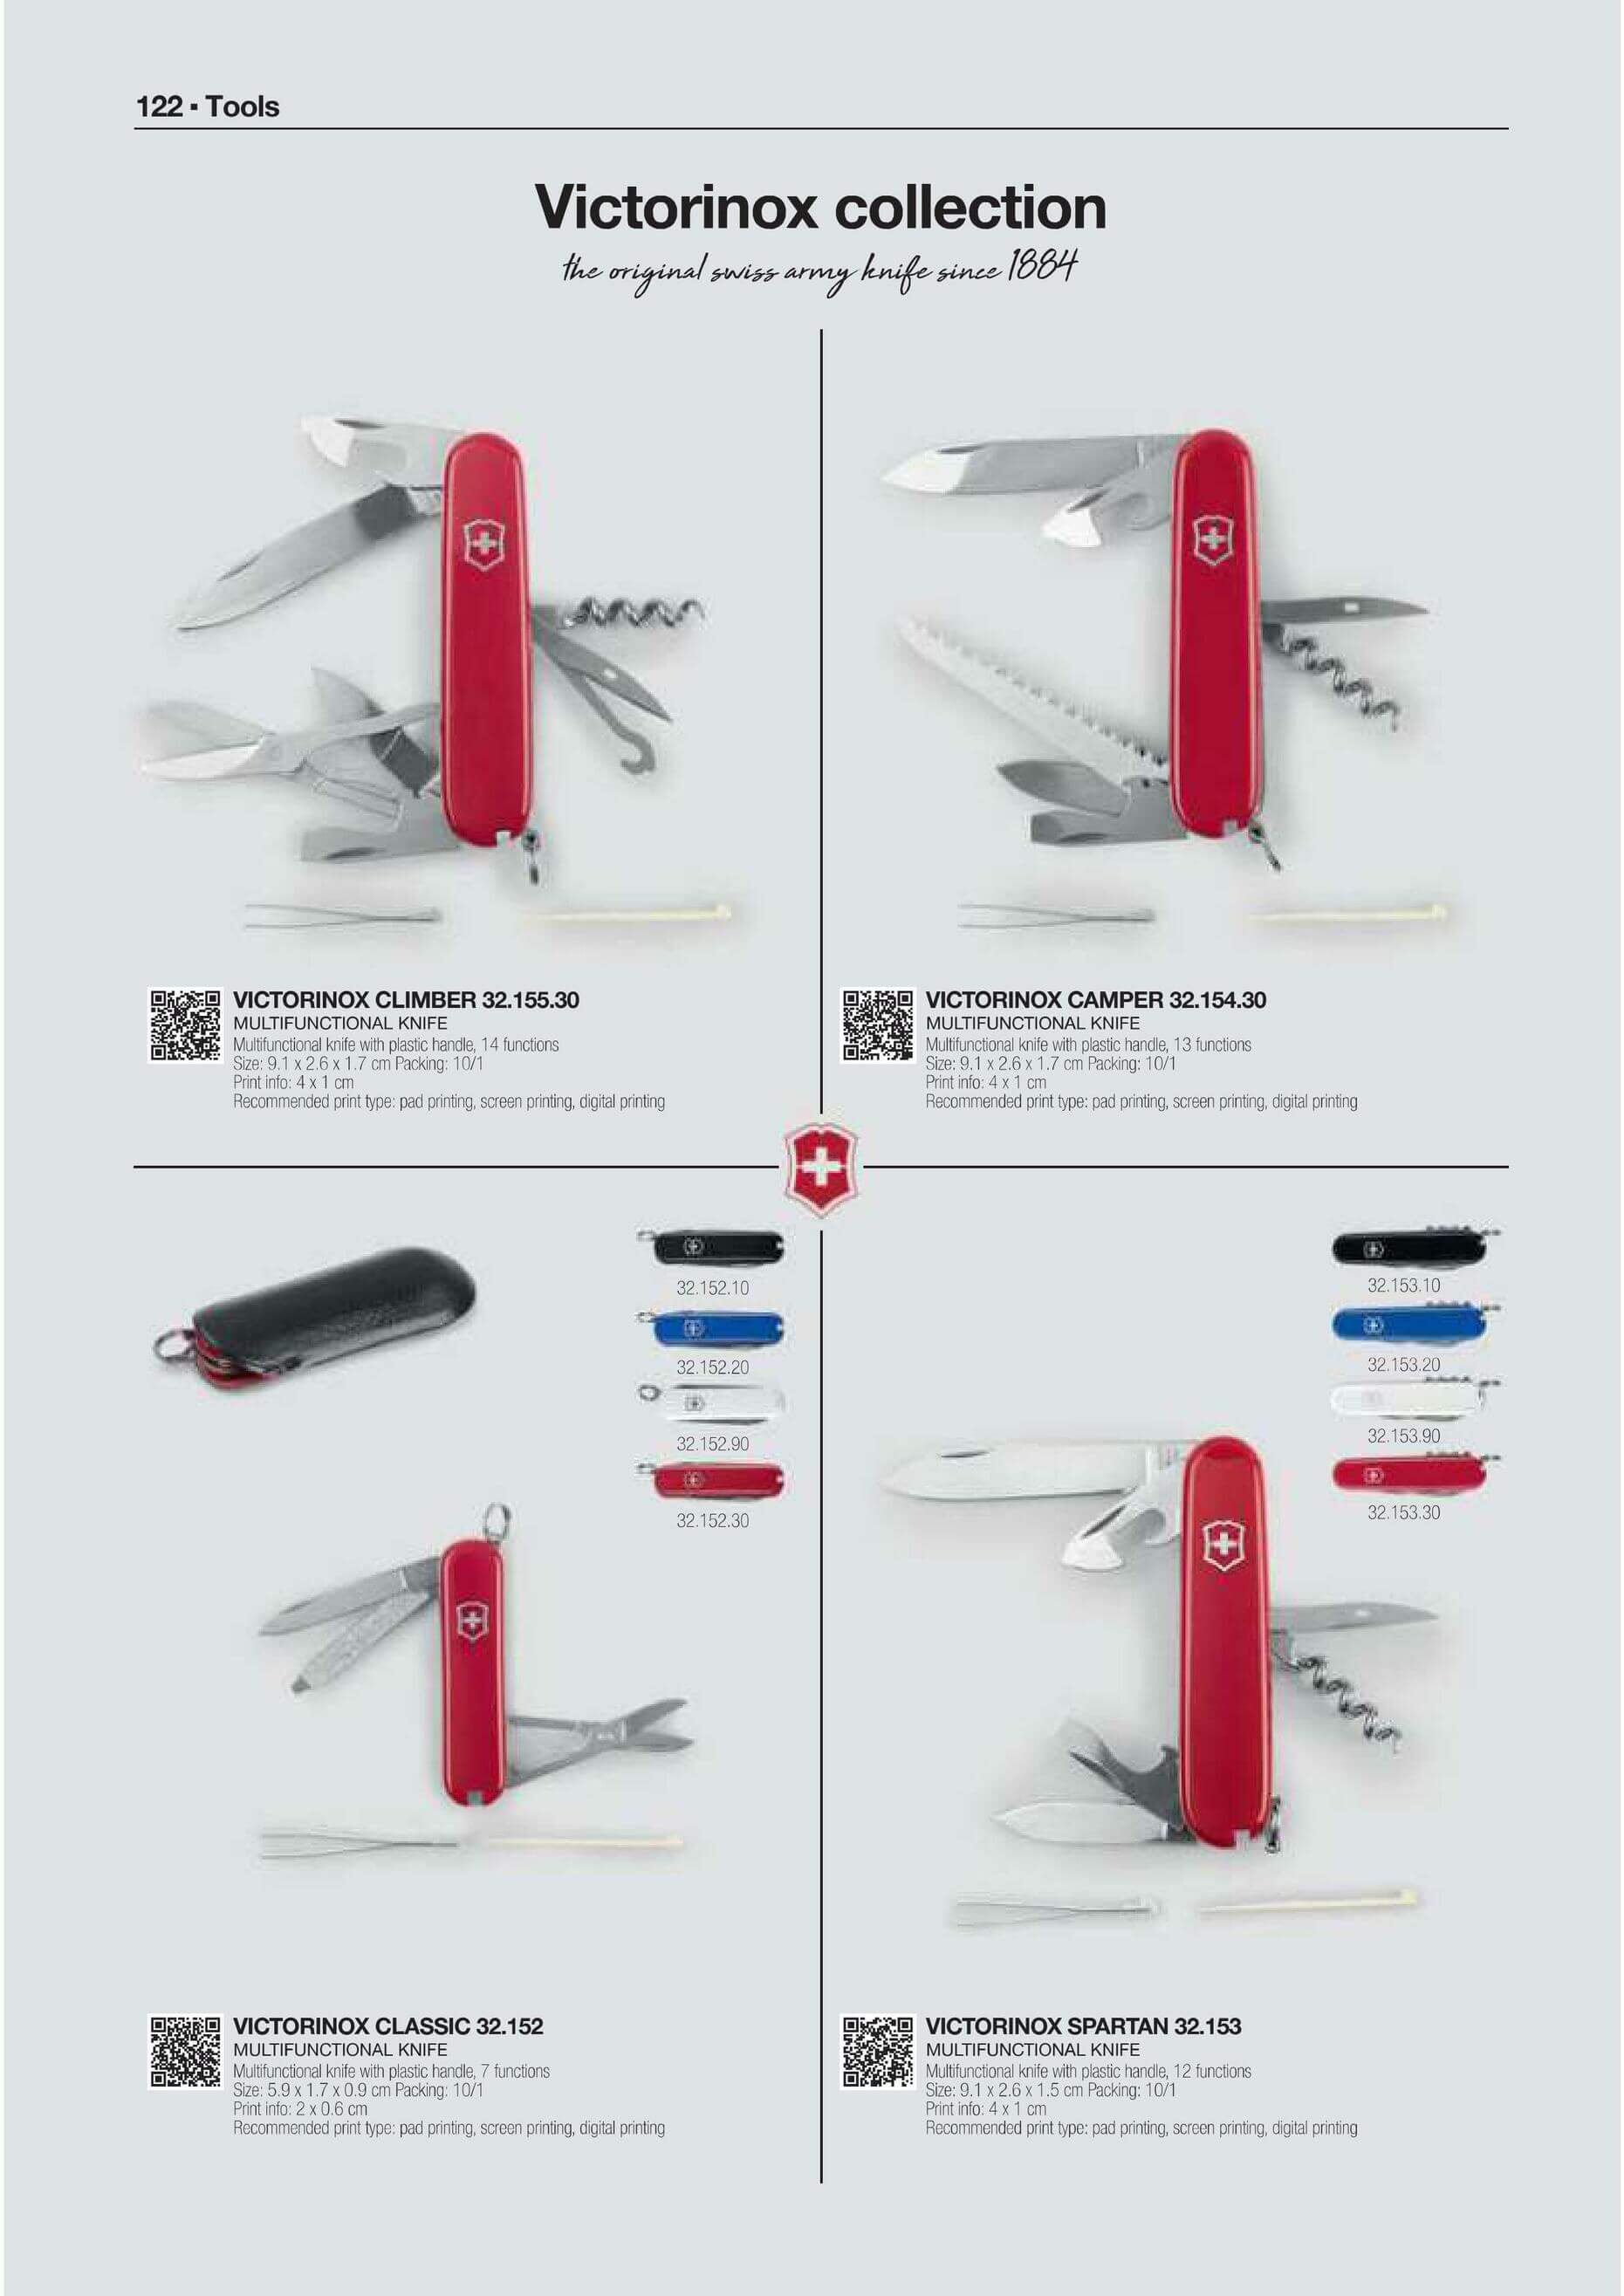 122 ▪ Tools
Victorinox collection
the original swiss army knife since 1884
VICTORINOX CLIMBER 32.155.30
MULTIFUNCTIONAL KNIFE
Multifunctional knife with plastic handle, 14 functions
Size: 9.1 x 2.6 x 1.7 cm Packing: 10/1
Print info: 4 x 1 cm
Recommended print type: pad printing, screen printing, digital printing
VICTORINOX CAMPER 32.154.30
MULTIFUNCTIONAL KNIFE
Multifunctional knife with plastic handle, 13 functions
Size: 9.1 x 2.6 x 1.7 cm Packing: 10/1
Print info: 4 x 1 cm
Recommended print type: pad printing, screen printing, digital printing
32.152.10
32.152.20
32.152.90
32.152.30
32.153.10
32.153.20
32.153.90
32.153.30
VICTORINOX CLASSIC 32.152
MULTIFUNCTIONAL KNIFE
Multifunctional knife with plastic handle, 7 functions
Size: 5.9 x 1.7 x 0.9 cm Packing: 10/1
Print info: 2 x 0.6 cm
Recommended print type: pad printing, screen printing, digital printing
VICTORINOX SPARTAN 32.153
MULTIFUNCTIONAL KNIFE
Multifunctional knife with plastic handle, 12 functions
Size: 9.1 x 2.6 x 1.5 cm Packing: 10/1
Print info: 4 x 1 cm
Recommended print type: pad printing, screen printing, digital printing